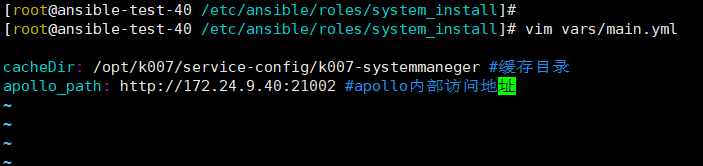 [root@ansible-test-40 /etc/ansible/roles/system_install]#
[root@ansible-test-40 /etc/ansible/roles/system_install]# vim vars/main.yml
cacheDir: /opt/k007/service-config/k007-systemmaneger #缓存目录
apollo_path: http://172.24.9.40:21002 #apollo内部访问地址
~
~
~
~